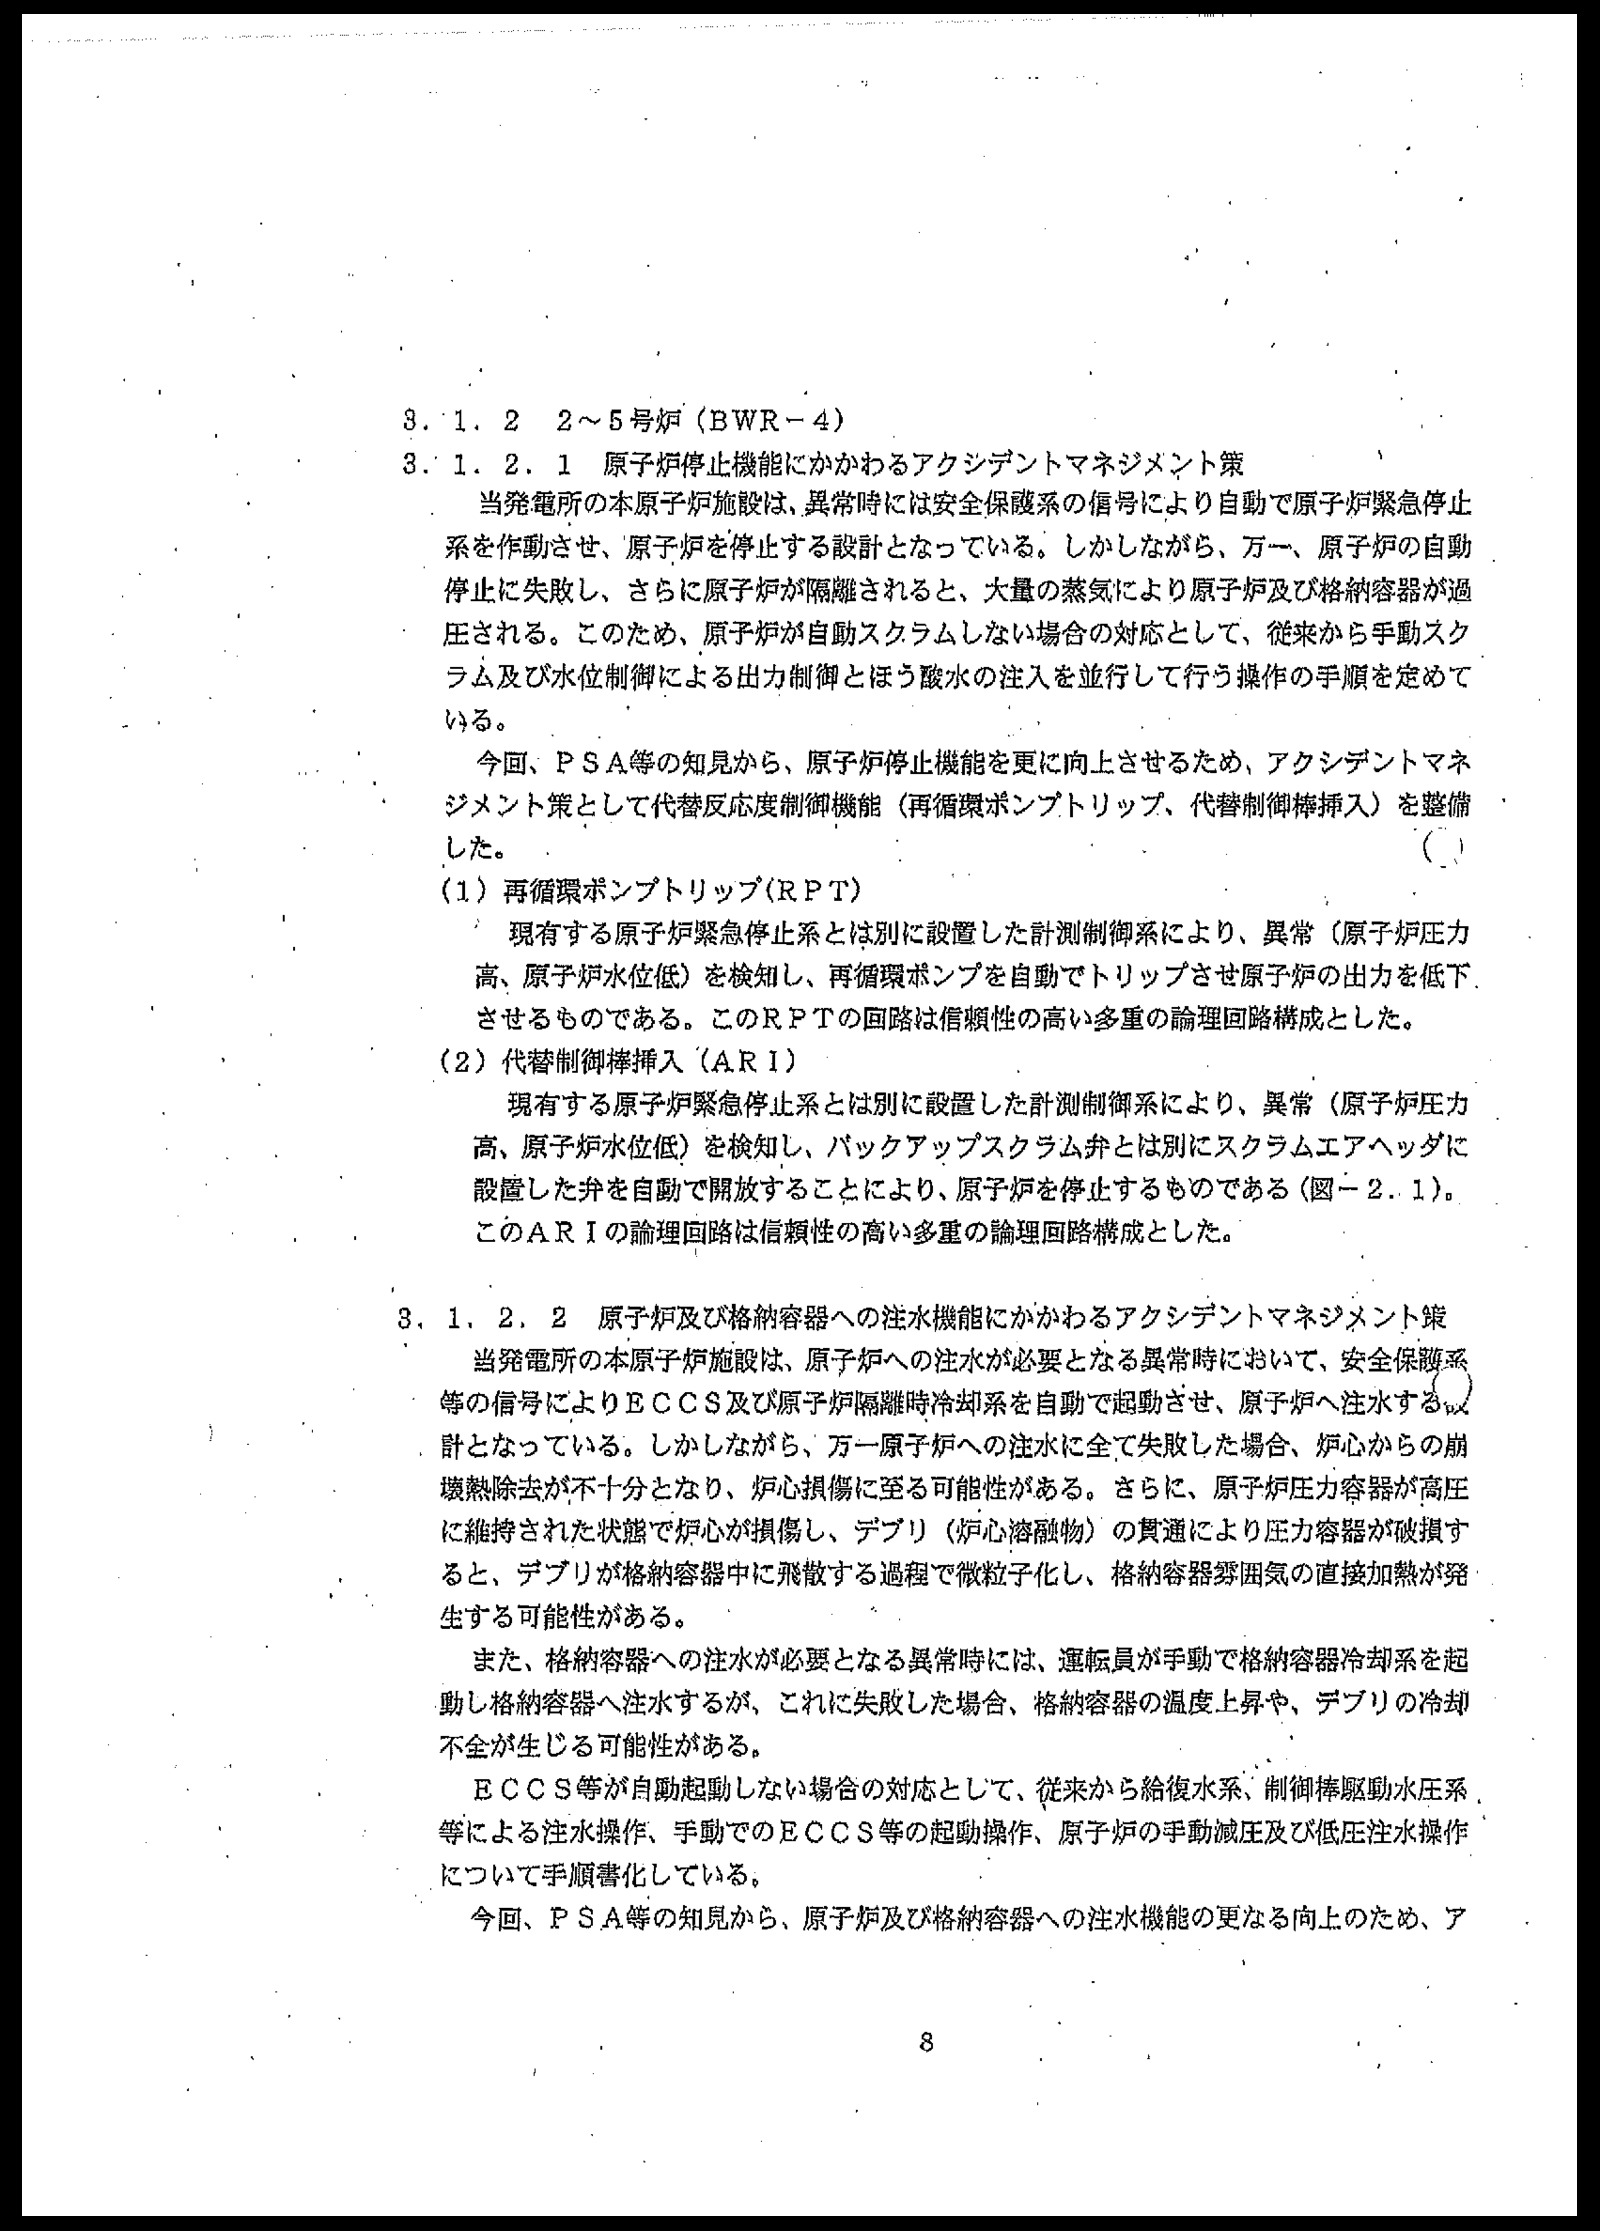 3．1．2　2～5号炉（BWR－4）
3．1．2．1　原子炉停止機能にかかわるアクシデントマネジメント策
当発電所の本原子炉施設は、異常時には安全保護系の信号により自動で原子炉緊急停止
系を作動させ、原子炉を停止する設計となっている。しかしながら、万一、原子炉の自動
停止に失敗し、さらに原子炉が隔離されると、大量の蒸気により原子炉及び格納容器が過
圧される。このため、原子炉が自動スクラムしない場合の対応として、従来から手動スク
ラム及び水位制御による出力制御とほう酸水の注入を並行して行う操作の手順を定めて
いる。
今回、PSA等の知見から、原子炉停止機能を更に向上させるため、アクシデントマネ
ジメント策として代替反応度制御機能（再循環ポンプトリップ、代替制御棒挿入）を整備
した。
（1）再循環ポンプトリップ(RPT)
現有する原子炉緊急停止系とは別に設置した計測制御系により、異常（原子炉圧力
高、原子炉水位低）を検知し、再循環ポンプを自動でトリップさせ原子炉の出力を低下
させるものである。このRPTの回路は信頼性の高い多重の論理回路構成とした。
（2）代替制御棒挿入（ARI）
現有する原子炉緊急停止系とは別に設置した計測制御系により、異常（原子炉圧力
高、原子炉水位低）を検知し、バックアップスクラム弁とは別にスクラムエアヘッダに
設置した弁を自動で開放することにより、原子炉を停止するものである（図－2．1）。
このARIの論理回路は信頼性の高い多重の論理回路構成とした。
3．1．2．2　原子炉及び格納容器への注水機能にかかわるアクシデントマネジメント策
当発電所の本原子炉施設は、原子炉への注水が必要となる異常時において、安全保護系
等の信号によりECCS及び原子炉隔離時冷却系を自動で起動させ、原子炉へ注水する設
計となっている。しかしながら、万一原子炉への注水に全て失敗した場合、炉心からの崩
壊熱除去が不十分となり、炉心損傷に至る可能性がある。さらに、原子炉圧力容器が高圧
に維持された状態で炉心が損傷し、デブリ（炉心溶融物）の貫通により圧力容器が破損す
ると、デブリが格納容器中に飛散する過程で微粒子化し、格納容器雰囲気の直接加熱が発
生する可能性がある。
また、格納容器への注水が必要となる異常時には、運転員が手動で格納容器冷却系を起
動し格納容器へ注水するが、これに失敗した場合、格納容器の温度上昇や、デブリの冷却
不全が生じる可能性がある。
ECCS等が自動起動しない場合の対応として、従来から給復水系、制御棒駆動水圧系
等による注水操作、手動でのECCS等の起動操作、原子炉の手動減圧及び低圧注水操作
について手順書化している。
今回、PSA等の知見から、原子炉及び格納容器への注水機能の更なる向上のため、ア
8